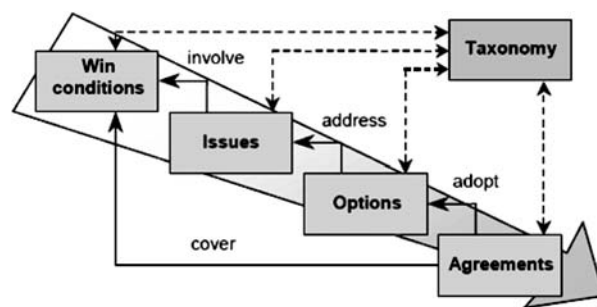 Taxonomy
involve
Win
conditions
address
Issues
adopt
Options
cover
Agreements